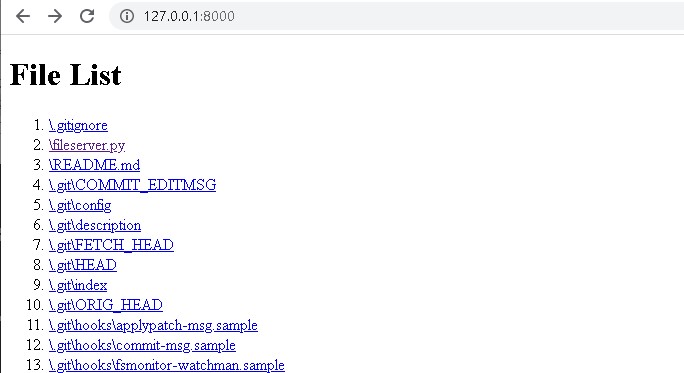 127.0.0.1:8000
File List
1. \.gitignore
2. \fileserver.py
3. \README.md
4. \.git\COMMIT_EDITMSG
5. \.git\config
6. \.git\description
7. \.git\FETCH_HEAD
8. \.git\HEAD
9. \.git\index
10. \.git\ORIG_HEAD
11. \.git\hooks\applypatch-msg.sample
12. \.git\hooks\commit-msg.sample
13. \.git\hooks\fsmonitor-watchman.sample